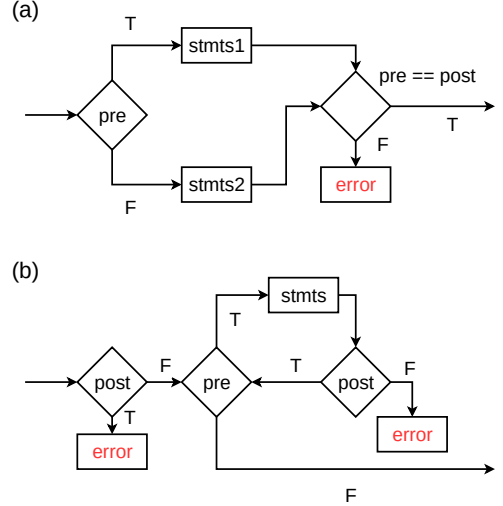 (a)
T
stmts1
pre == post
pre
T
F
F
stmts2
error
(b)
stmts
T
post
F
pre
T
post
F
T
error
error
F